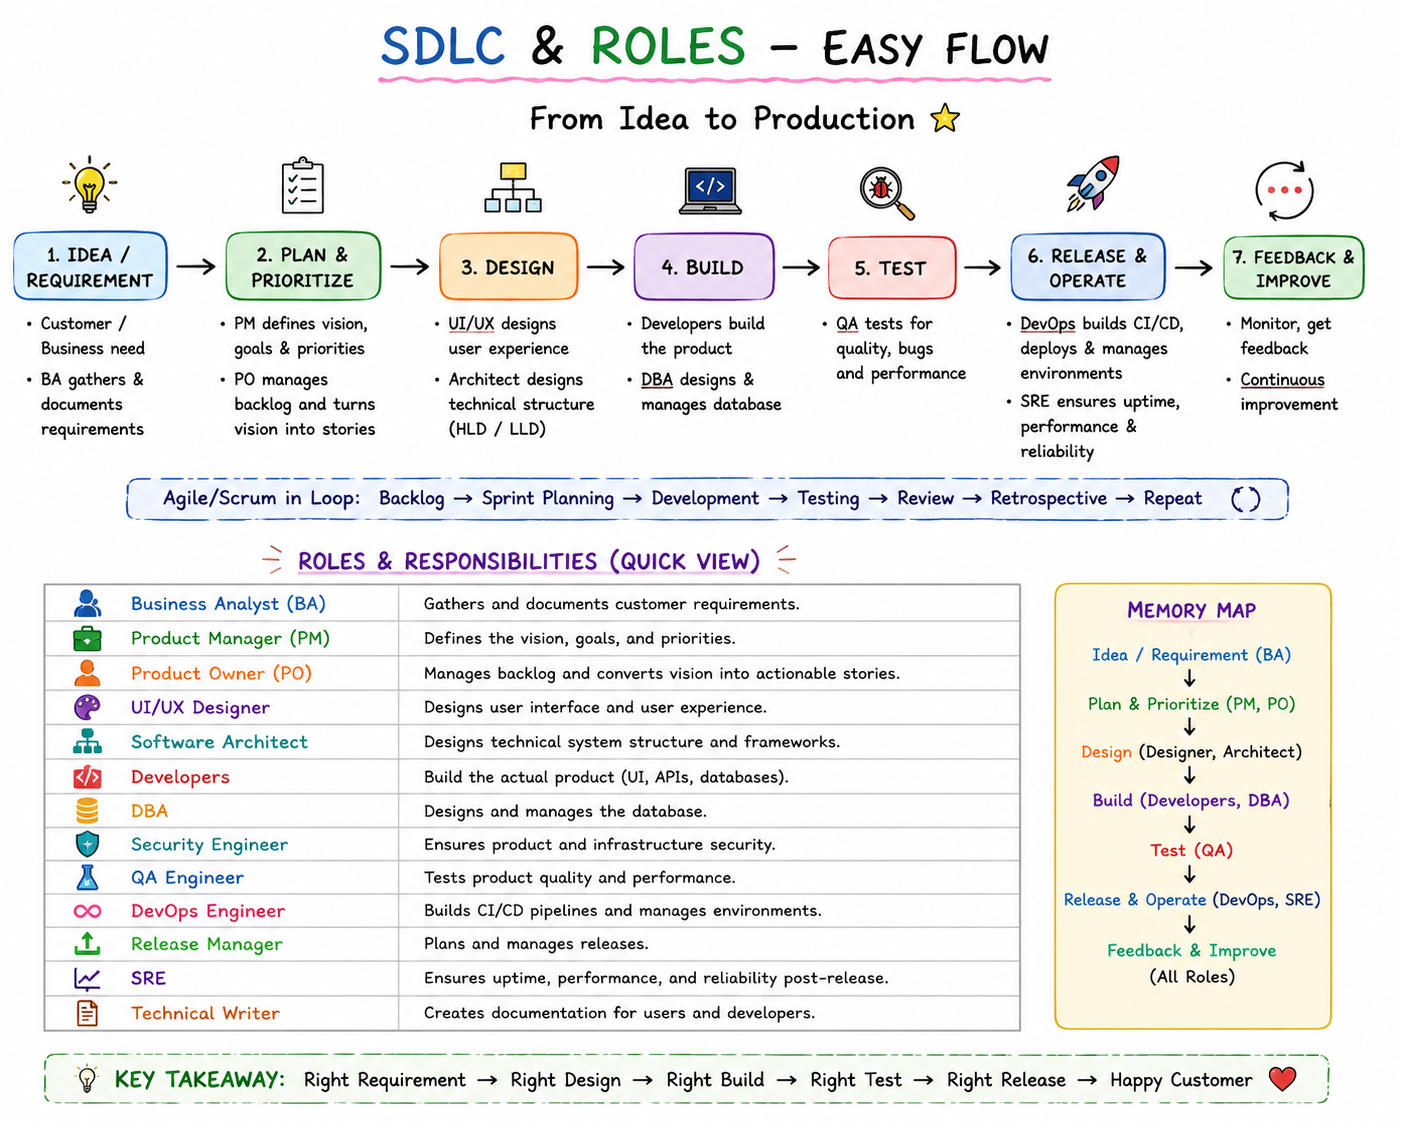 SDLC & ROLES – EASY FLOW
From Idea to Production
1. IDEA /
REQUIREMENT
• Customer /
Business need
• BA gathers &
documents
requirements
2. PLAN &
PRIORITIZE
• PM defines vision,
goals & priorities
• PO manages
backlog and turns
vision into stories
3. DESIGN
• UI/UX designs
user experience
• Architect designs
technical structure
(HLD / LLD)
</>
4. BUILD
• Developers build
the product
• DBA designs &
manages database
5. TEST
• QA tests for
quality, bugs
and performance
6. RELEASE &
OPERATE
• DevOps builds CI/CD,
deploys & manages
environments
• SRE ensures uptime,
performance &
reliability
7. FEEDBACK &
IMPROVE
• Monitor, get
feedback
• Continuous
improvement
Agile/Scrum in Loop: Backlog → Sprint Planning → Development → Testing → Review → Retrospective → Repeat
ROLES & RESPONSIBILITIES (QUICK VIEW)
Business Analyst (BA) Gathers and documents customer requirements.
Product Manager (PM) Defines the vision, goals, and priorities.
Product Owner (PO) Manages backlog and converts vision into actionable stories.
UI/UX Designer Designs user interface and user experience.
Software Architect Designs technical system structure and frameworks.
</> Developers Build the actual product (UI, APIs, databases).
DBA Designs and manages the database.
Security Engineer Ensures product and infrastructure security.
QA Engineer Tests product quality and performance.
DevOps Engineer Builds CI/CD pipelines and manages environments.
Release Manager Plans and manages releases.
SRE Ensures uptime, performance, and reliability post-release.
Technical Writer Creates documentation for users and developers.
MEMORY MAP
Idea / Requirement (BA)
↓
Plan & Prioritize (PM, PO)
↓
Design (Designer, Architect)
↓
Build (Developers, DBA)
↓
Test (QA)
↓
Release & Operate (DevOps, SRE)
↓
Feedback & Improve
(All Roles)
KEY TAKEAWAY: Right Requirement → Right Design → Right Build → Right Test → Right Release → Happy Customer